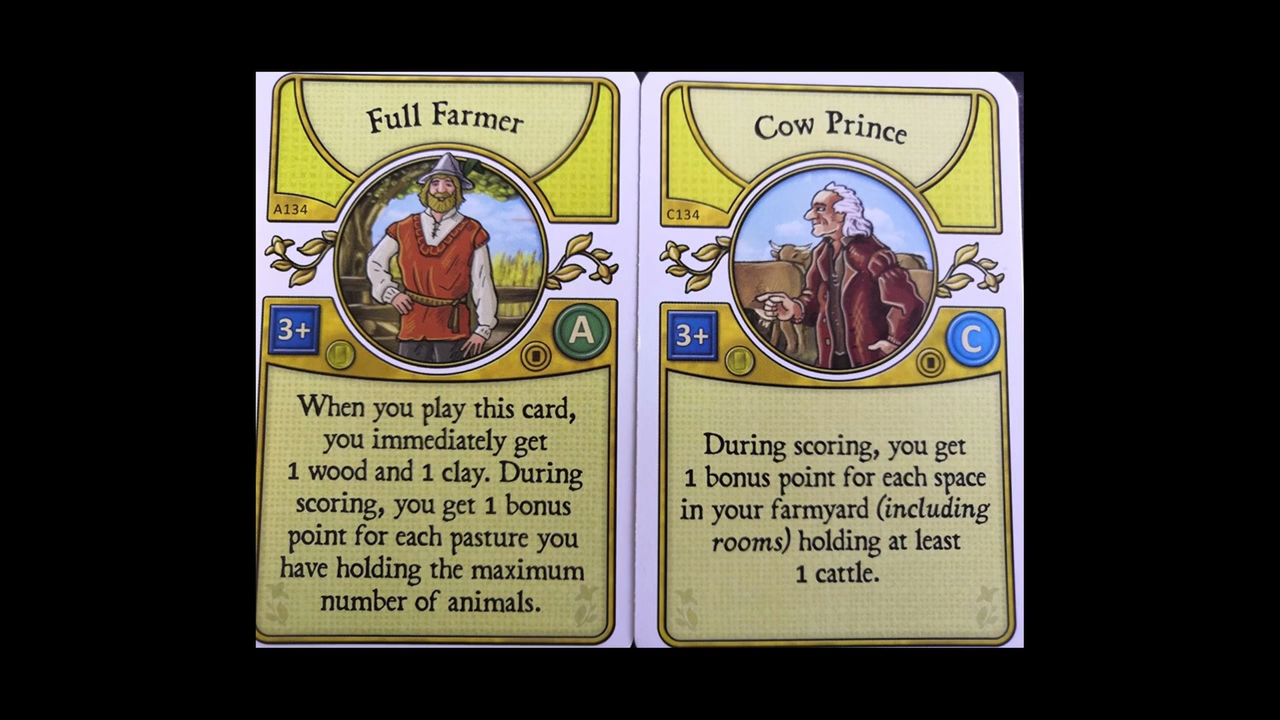 Full Farmer
A134
3+
A
When you play this card,
you immediately get
1 wood and 1 clay. During
scoring, you get 1 bonus
point for each pasture you
have holding the maximum
number of animals.
Cow Prince
C134
3+
C
During scoring, you get
1 bonus point for each space
in your farmyard (including
rooms) holding at least
1 cattle.